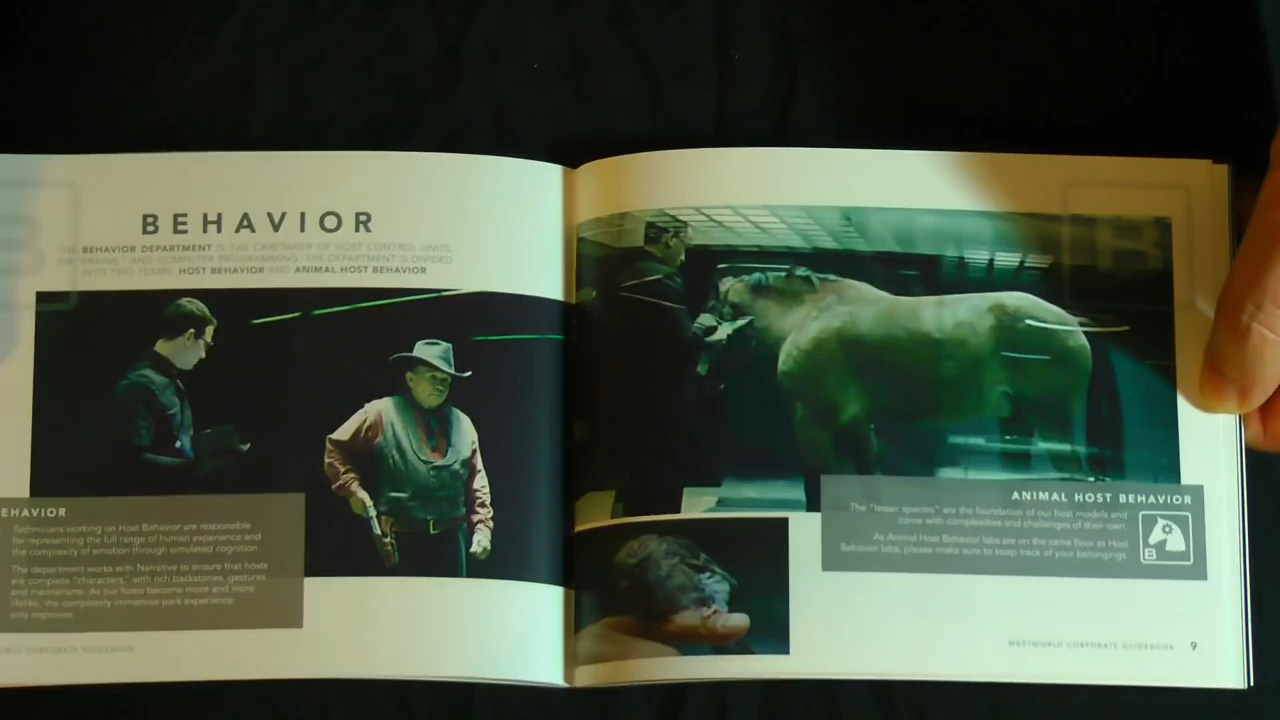 BEHAVIOR
THE BEHAVIOR DEPARTMENT IS THE CARETAKER OF HOST CONTROL UNITS,
AND COMPUTER PROGRAMMING. THE DEPARTMENT IS DIVIDED
INTO TWO TEAMS: HOST BEHAVIOR AND ANIMAL HOST BEHAVIOR
EHAVIOR
Technicians working on Host Behavior are responsible
for representing the full range of human experience and
the complexity of emotion through simulated cognition.
The department works with Narrative to ensure that hosts
are complete "characters," with rich backstories, gestures
and mannerisms. As our hosts become more and more
lifelike, the completely immersive park experience
only improves.
CORPORATE GUIDEBOOK
B
ANIMAL HOST BEHAVIOR
The "lesser species" are the foundation of our host models and
come with complexities and challenges of their own.
As Animal Host Behavior labs are on the same floor as Host
Behavior labs, please make sure to keep track of your belongings.
B
WESTWORLD CORPORATE GUIDEBOOK 9